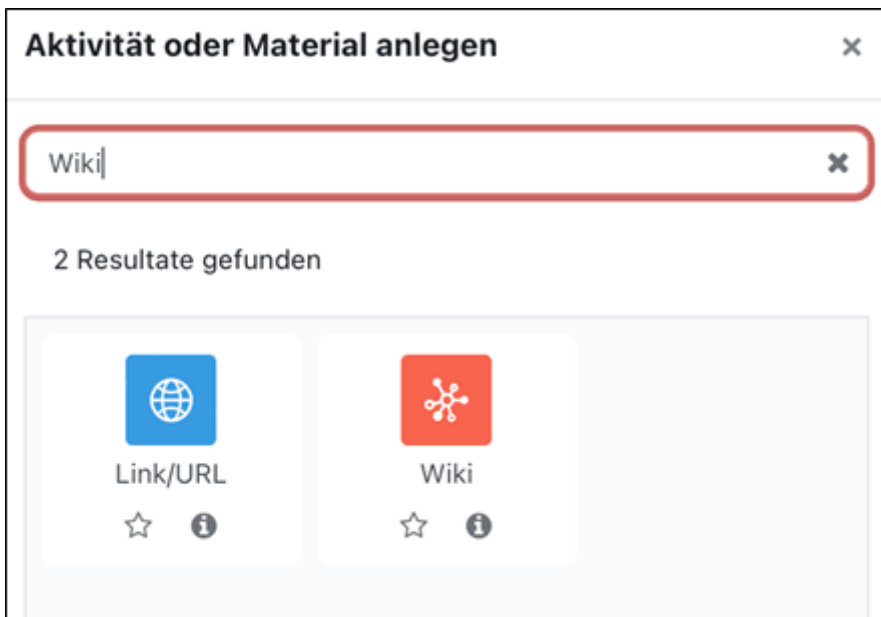 Aktivität oder Material anlegen
Wiki
2 Resultate gefunden
Link/URL
Wiki